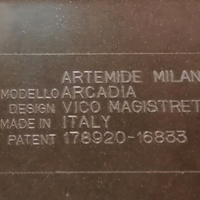 ARTEMIDE MILAN
MODELLO ARCADIA
DESIGN VICO MAGISTRET
MADE IN ITALY
PATENT 178920-16833